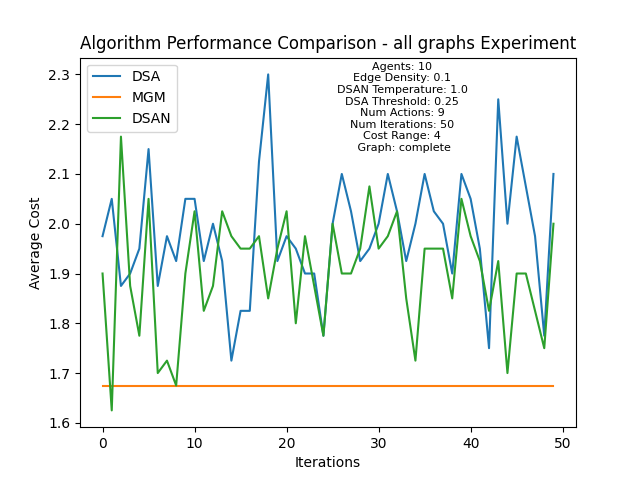 Algorithm Performance Comparison - all graphs Experiment
DSA
MGM
DSAN
Agents: 10
Edge Density: 0.1
DSAN Temperature: 1.0
DSA Threshold: 0.25
Num Actions: 9
Num Iterations: 50
Cost Range: 4
Graph: complete
Average Cost
2.3
2.2
2.1
2.0
1.9
1.8
1.7
1.6
0
10
20
30
40
50
Iterations